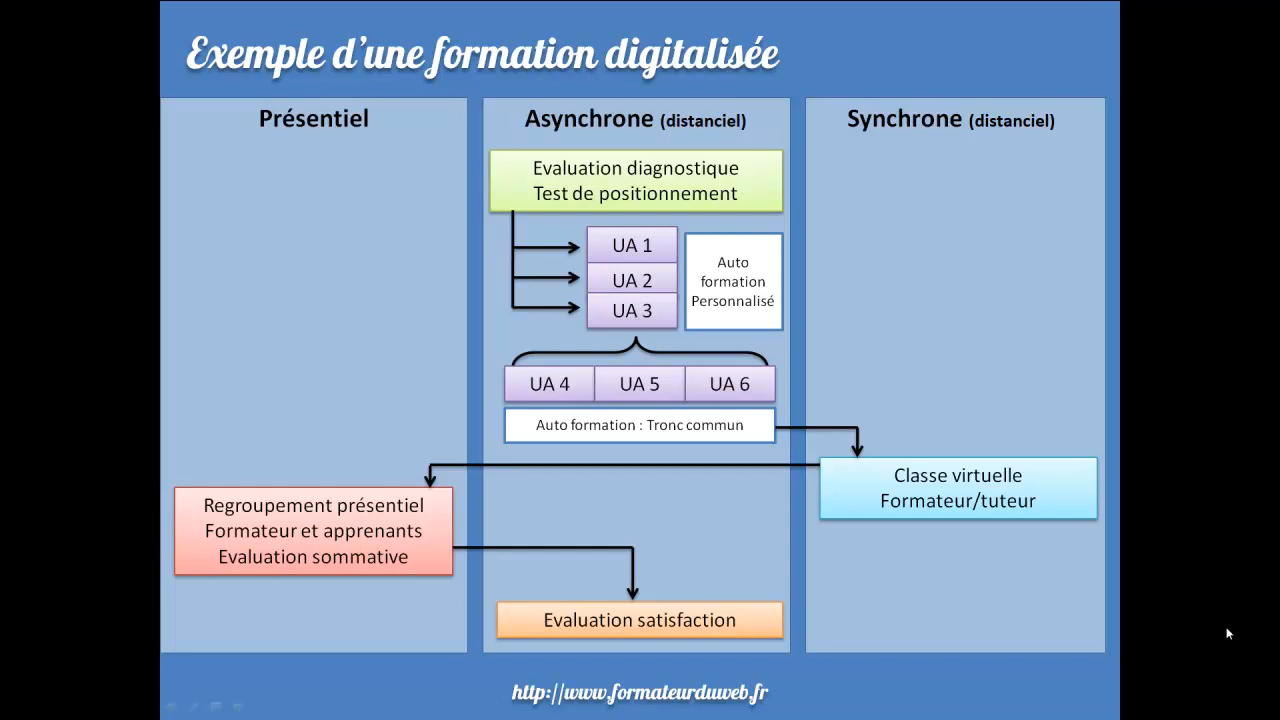 Exemple d'une formation digitalisée
Présentiel
Asynchrone (distanciel)
Synchrone (distanciel)
Evaluation diagnostique
Test de positionnement
UA 1
UA 2
UA 3
Auto
formation
Personnalisé
UA 4
UA 5
UA 6
Auto formation : Tronc commun
Classe virtuelle
Formateur/tuteur
Regroupement présentiel
Formateur et apprenants
Evaluation sommative
Evaluation satisfaction
http://www.formateurduweb.fr